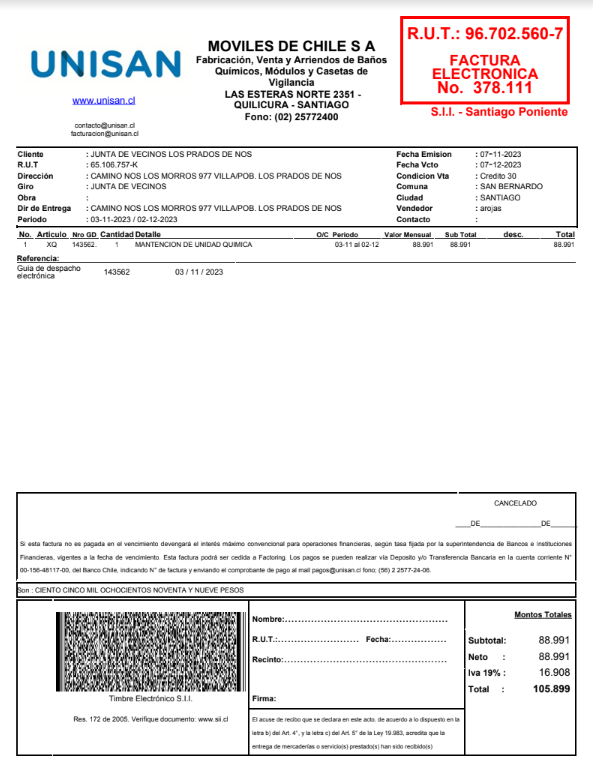 UNISAN
www.unisan.cl
contacto@unisan.cl
facturacion@unisan.cl
MOVILES DE CHILE S A
Fabricación, Venta y Arriendos de Baños
Químicos, Módulos y Casetas de
Vigilancia
LAS ESTERAS NORTE 2351 -
QUILICURA - SANTIAGO
Fono: (02) 25772400
R.U.T.: 96.702.560-7
FACTURA
ELECTRONICA
No. 378.111
S.I.I. - Santiago Poniente
Cliente : JUNTA DE VECINOS LOS PRADOS DE NOS Fecha Emision : 07-11-2023
R.U.T : 65.106.757-K Fecha Vcto : 07-12-2023
Dirección : CAMINO NOS LOS MORROS 977 VILLA/POB. LOS PRADOS DE NOS Condicion Vta : Credito 30
Giro : JUNTA DE VECINOS Comuna : SAN BERNARDO
Obra : Ciudad : SANTIAGO
Dir de Entrega : CAMINO NOS LOS MORROS 977 VILLA/POB. LOS PRADOS DE NOS Vendedor : arojas
Periodo : 03-11-2023 / 02-12-2023 Contacto :
No. Articulo Nro GD Cantidad Detalle O/C Periodo Valor Mensual Sub Total desc. Total
1 XQ 143562. 1 MANTENCION DE UNIDAD QUIMICA 03-11 al 02-12 88.991 88.991 88.991
Referencia:
Guia de despacho
electrónica 143562 03 / 11 / 2023
CANCELADO
____DE________________DE_______
Si esta factura no es pagada en el vencimiento devengará el interés máximo convencional para operaciones financieras, según tasa fijada por la superintendencia de Bancos e Instituciones
Financieras, vigentes a la fecha de vencimiento. Esta factura podrá ser cedida a Factoring. Los pagos se pueden realizar vía Deposito y/o Transferencia Bancaria en la cuenta corriente N°
00-156-48117-00, del Banco Chile, indicando N° de factura y enviando el comprobante de pago al mail pagos@unisan.cl fono; (56) 2 2577-24-06.
Son : CIENTO CINCO MIL OCHOCIENTOS NOVENTA Y NUEVE PESOS
Timbre Electrónico S.I.I.
Res. 172 de 2005. Verifique documento: www.sii.cl
Nombre:......................................................
R.U.T.:.......................... Fecha:..................
Recinto:......................................................
Firma:
El acuse de recibo que se declara en este acto. de acuerdo a lo dispuesto en la
letra b) del Art. 4°, y la letra c) del Art. 5° de la Ley 19.983, acredita que la
entrega de mercaderías o servicio(s) prestado(s) han sido recibido(s)
Montos Totales
Subtotal: 88.991
Neto : 88.991
Iva 19% : 16.908
Total : 105.899